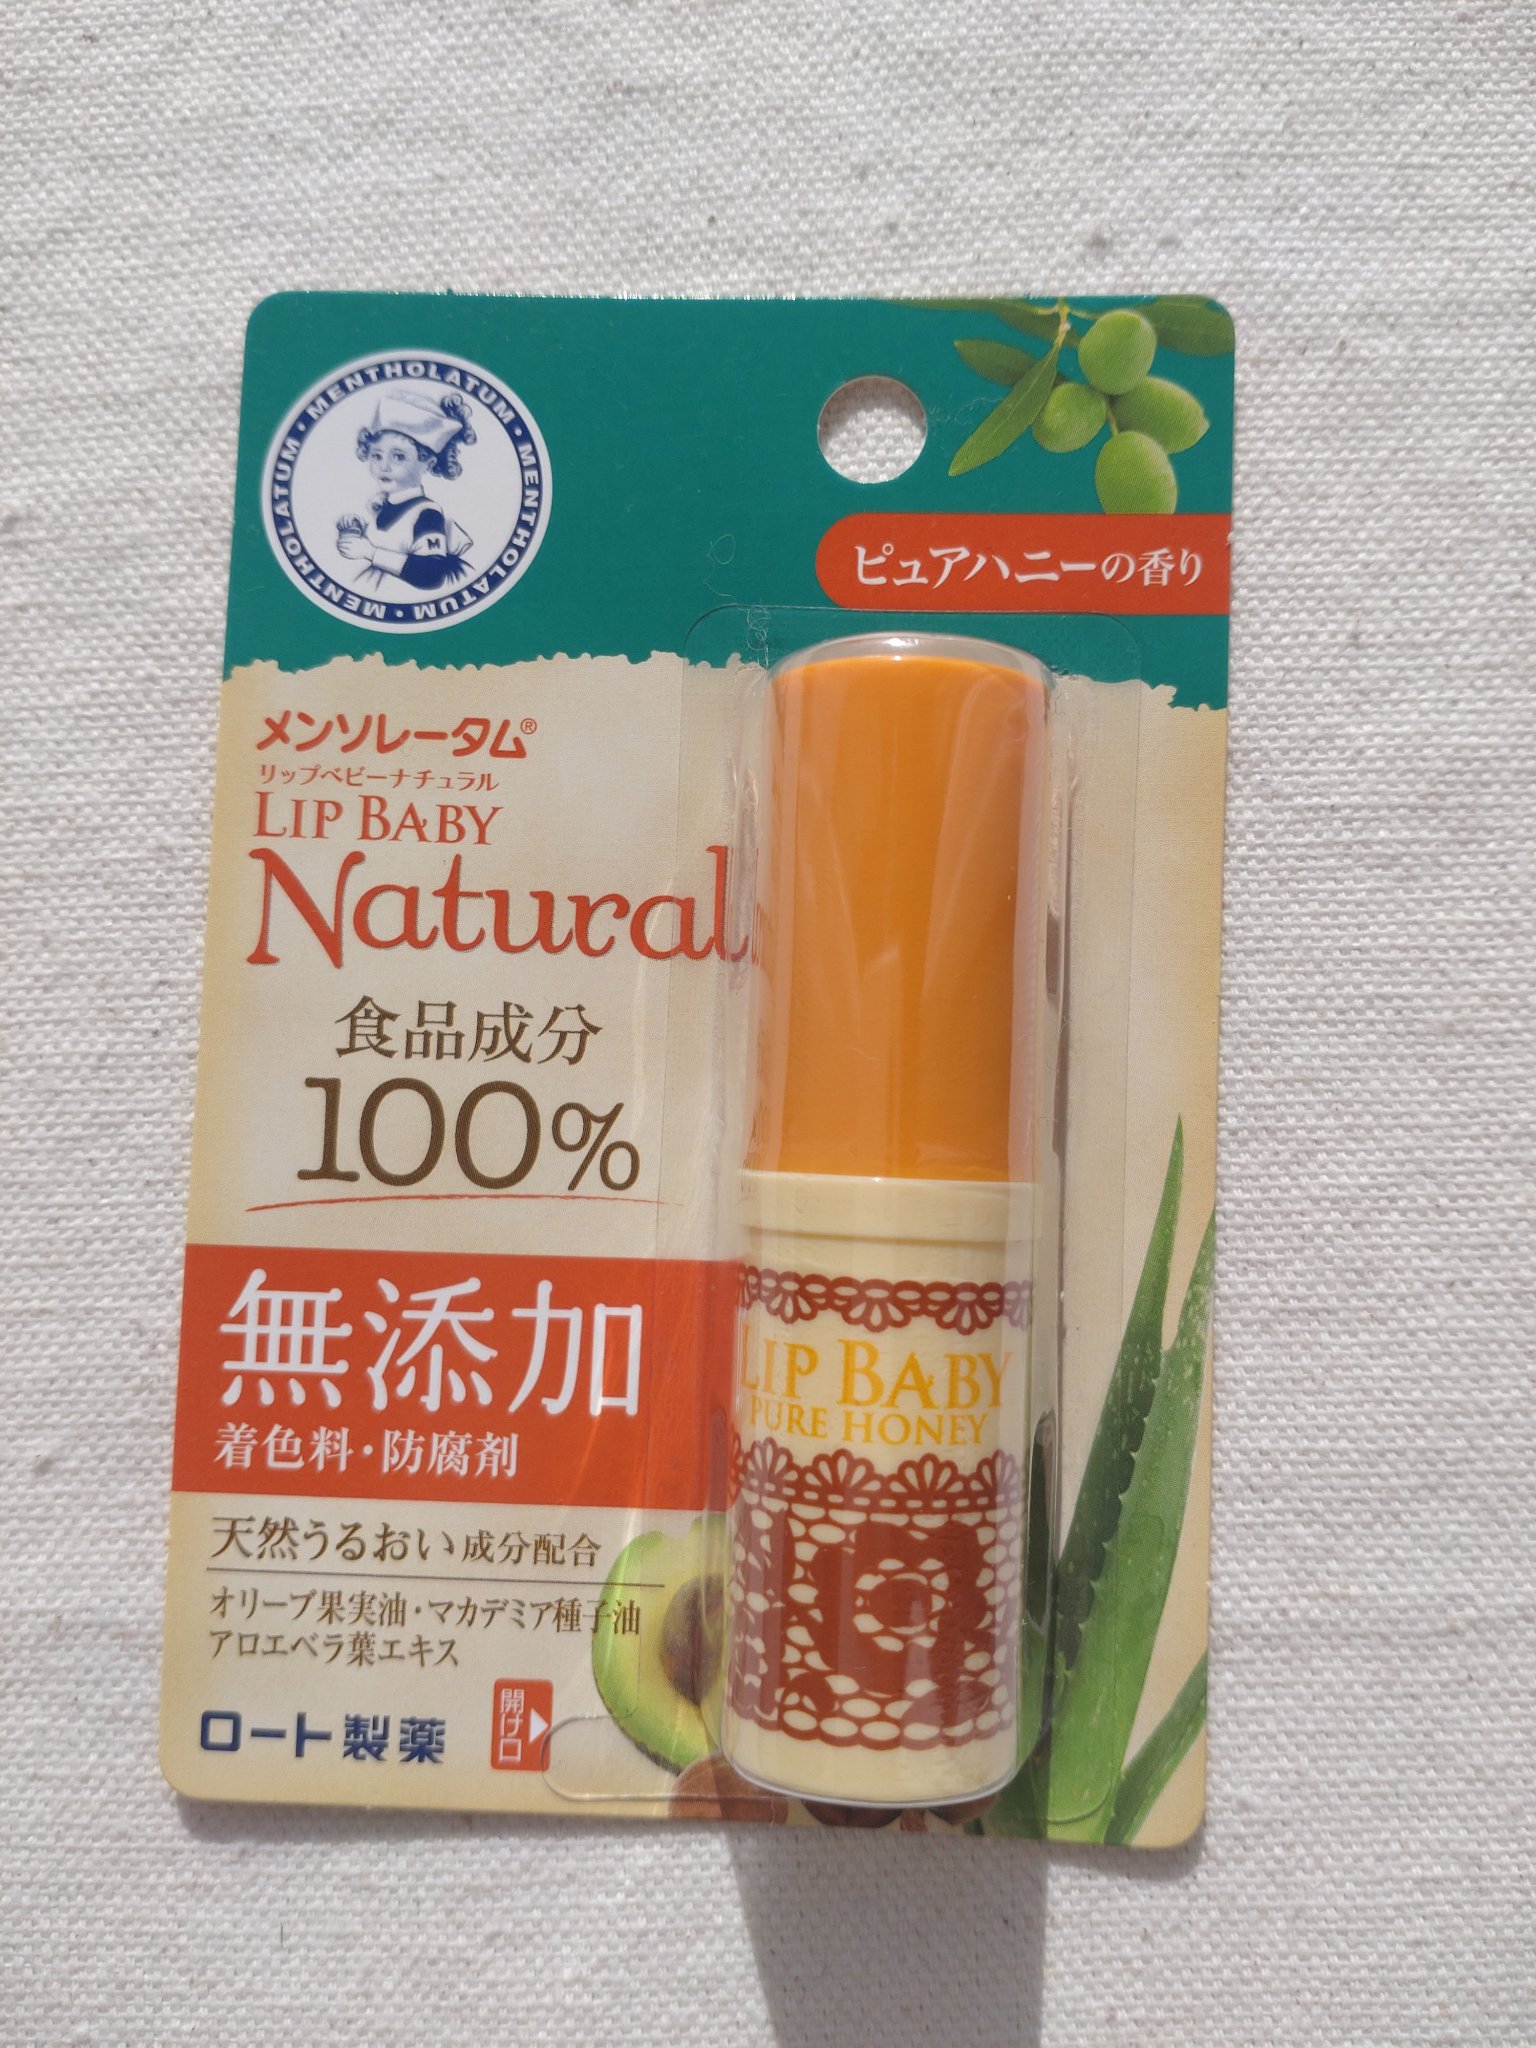 MENTHOLATUM · MENTHOLATUM · MENTHOLATUM · MENTHOLATUM ·
M
ピュアハニーの香り
メンソレータム®
リップベビーナチュラル
LIP BABY
Natural
食品成分
100%
無添加
着色料・防腐剤
天然うるおい成分配合
オリーブ果実油・マカデミア種子油
アロエベラ葉エキス
ロート製薬
開け口
LIP BABY
PURE HONEY